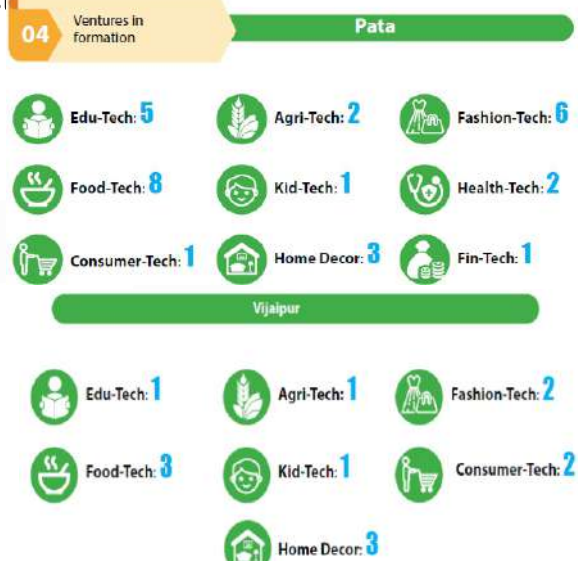 04
Ventures in
formation
Pata
Edu-Tech: 5
Agri-Tech: 2
Fashion-Tech: 6
Food-Tech: 8
Kid-Tech: 1
Health-Tech: 2
Consumer-Tech: 1
Home Decor: 3
Fin-Tech: 1
Vijaipur
Edu-Tech: 1
Agri-Tech: 1
Fashion-Tech: 2
Food-Tech: 3
Kid-Tech: 1
Consumer-Tech: 2
Home Decor: 3